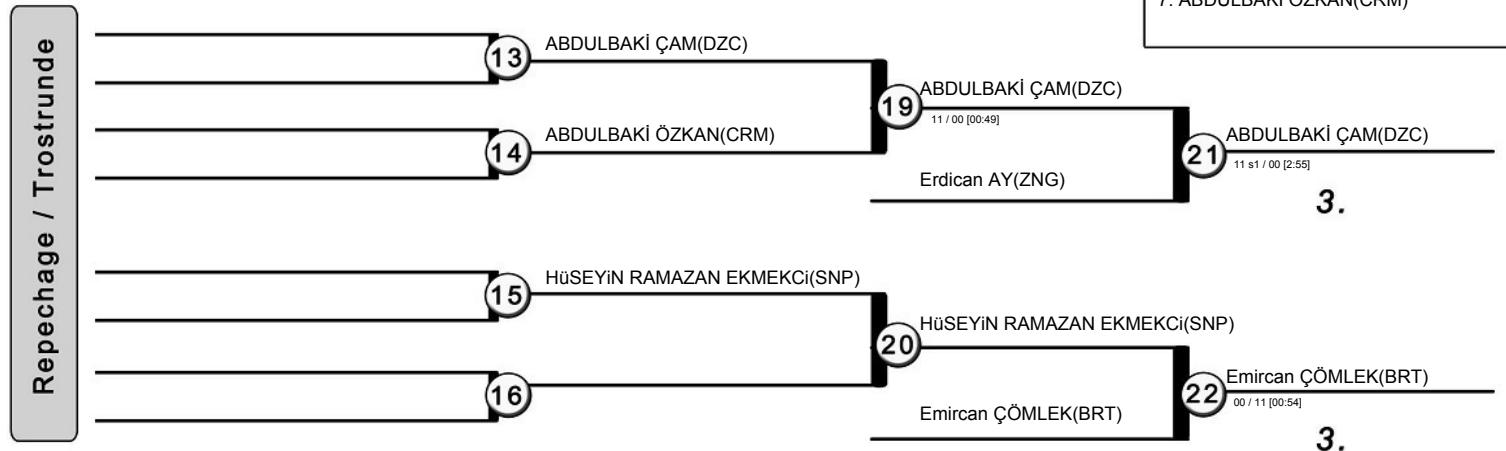 7. ABDULBAKİ ÖZKAN(CRM)
Repechage / Trostrunde
13
ABDULBAKİ ÇAM(DZC)
19
ABDULBAKİ ÇAM(DZC)
11 / 00 [00:49]
14
ABDULBAKİ ÖZKAN(CRM)
21
ABDULBAKİ ÇAM(DZC)
11 s1 / 00 [2:55]
Erdican AY(ZNG)
3.
15
HüSEYiN RAMAZAN EKMEKCi(SNP)
20
HüSEYiN RAMAZAN EKMEKCi(SNP)
16
22
Emircan ÇÖMLEK(BRT)
00 / 11 [00:54]
Emircan ÇÖMLEK(BRT)
3.